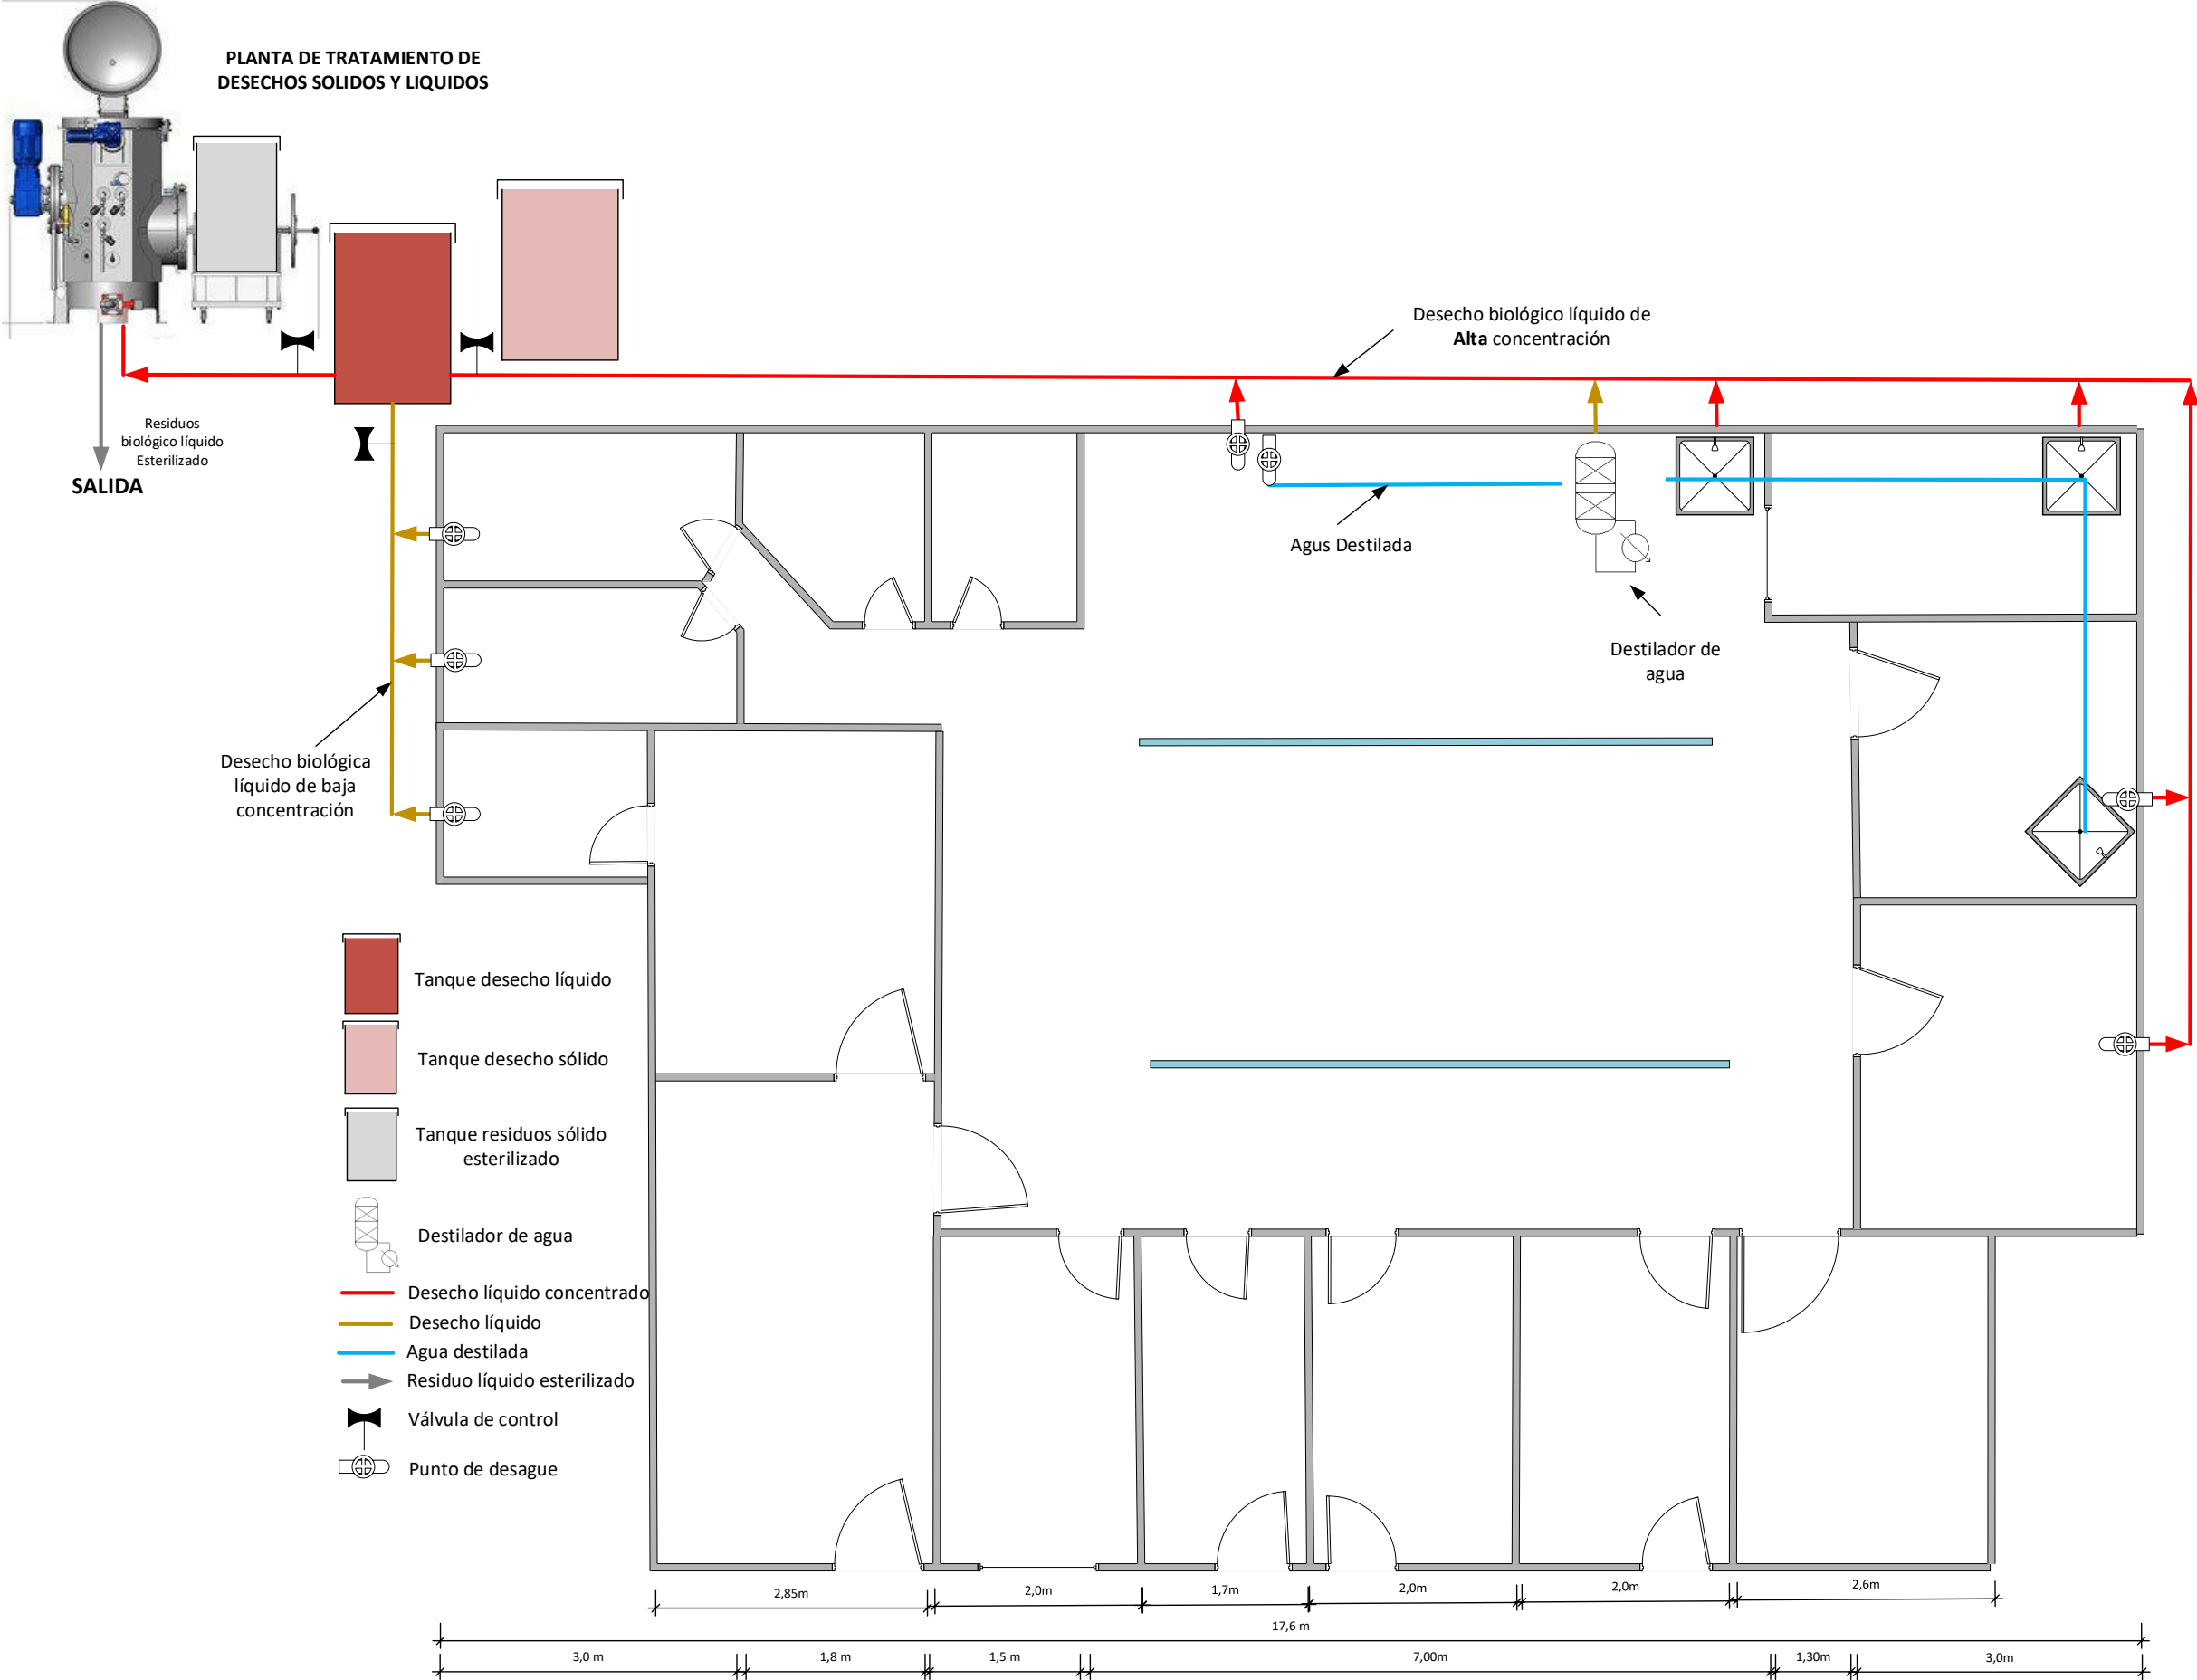 PLANTA DE TRATAMIENTO DE
DESECHOS SOLIDOS Y LIQUIDOS
Desecho biológico líquido de
Alta concentración
Residuos
biológico líquido
Esterilizado
SALIDA
Agus Destilada
Destilador de
agua
Desecho biológica
líquido de baja
concentración
Tanque desecho líquido
Tanque desecho sólido
Tanque residuos sólido
esterilizado
Destilador de agua
Desecho líquido concentrado
Desecho líquido
Agua destilada
Residuo líquido esterilizado
Válvula de control
Punto de desague
2,85m
2,0m
1,7m
2,0m
2,0m
2,6m
17,6 m
3,0 m
1,8 m
1,5 m
7,00m
1,30m
3,0m